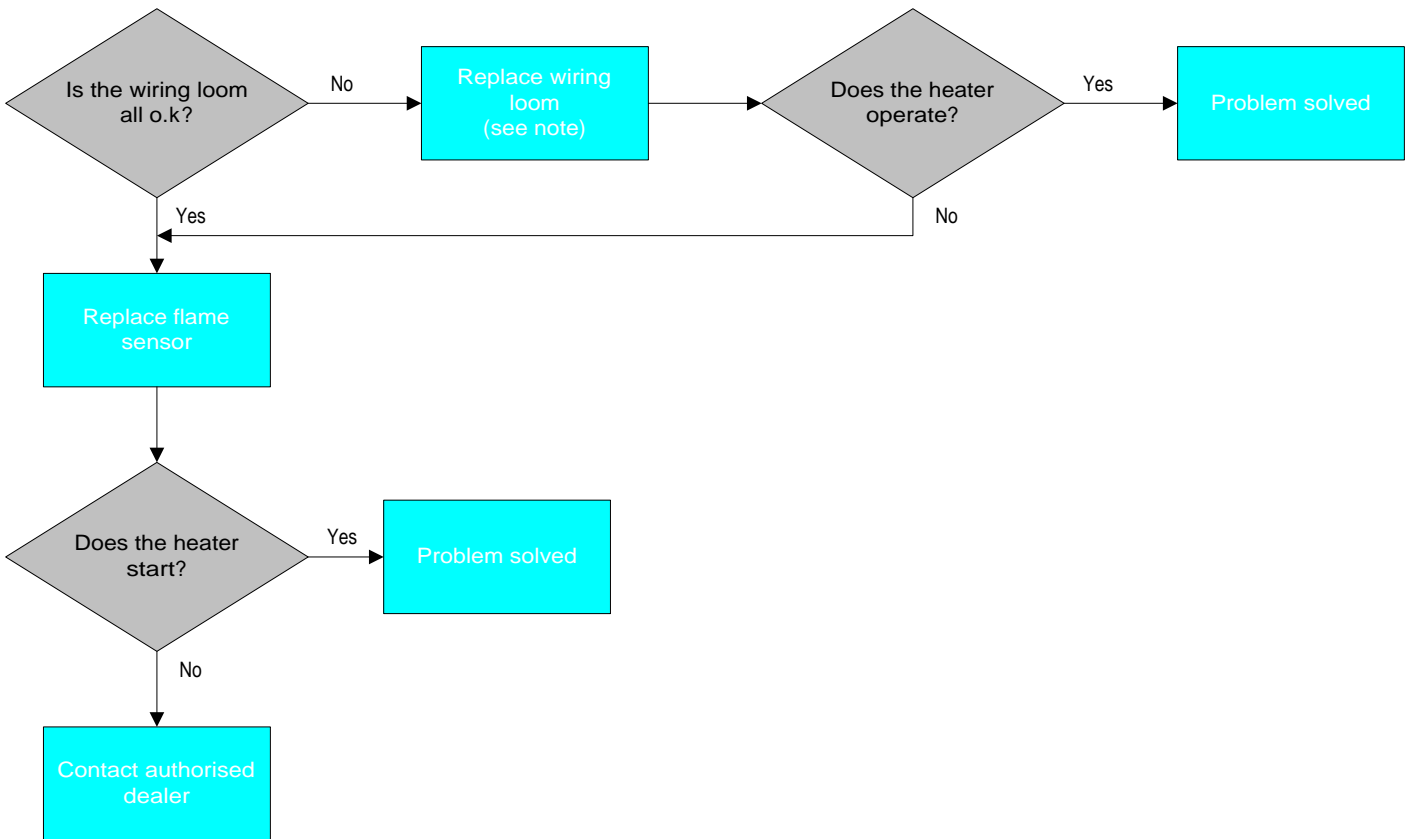 Is the wiring loom
all o.k?
No
Replace wiring
loom
(see note)
Does the heater
operate?
Yes
Problem solved
Yes
No
Replace flame
sensor
Does the heater
start?
Yes
Problem solved
No
Contact authorised
dealer